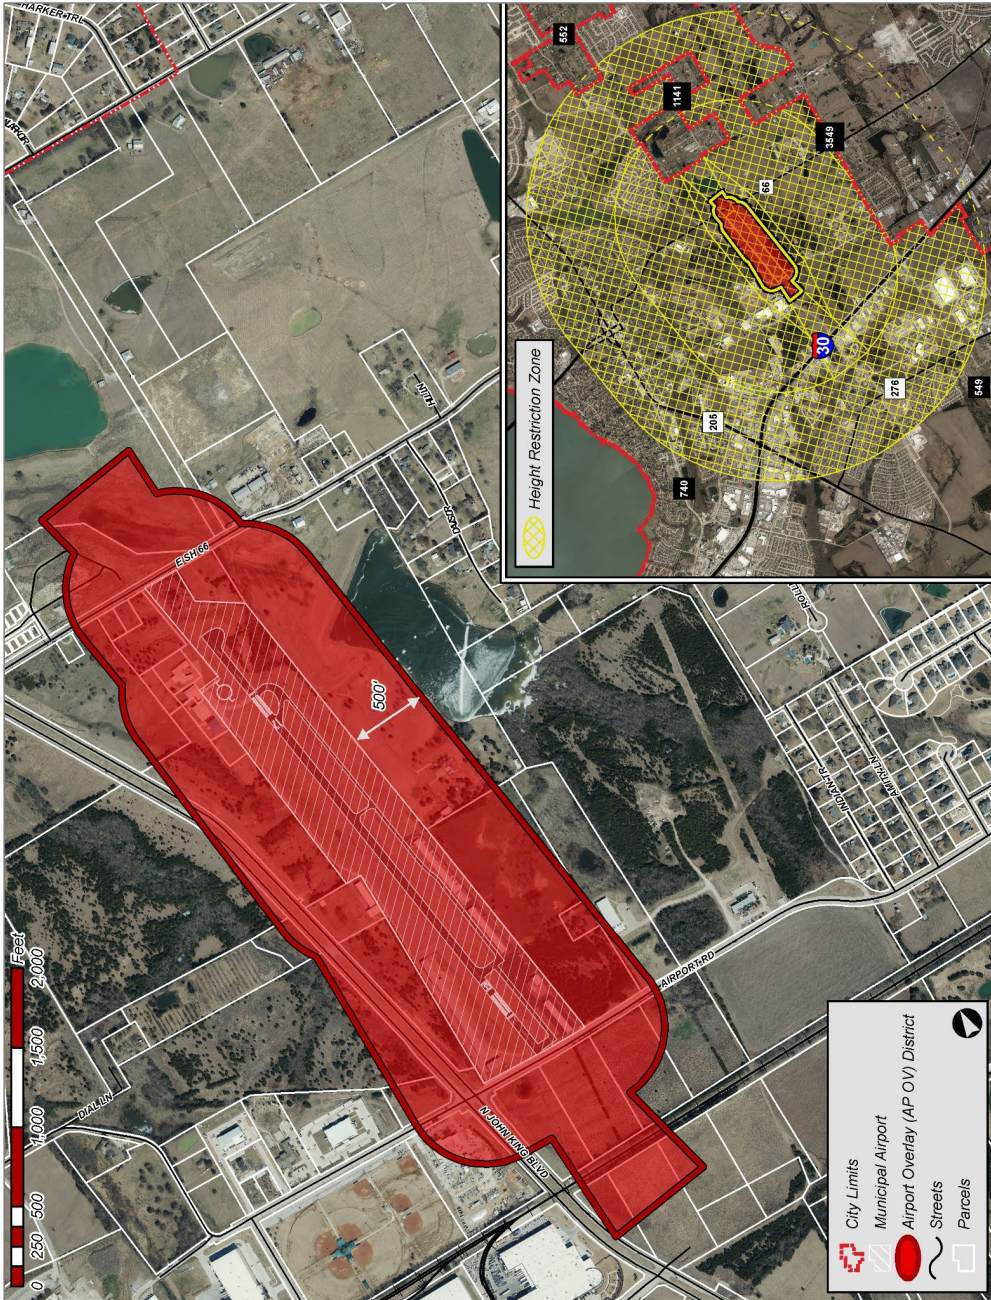 HARKER TRL
E SH 66
500'
AIRPORT RD
N JOHN KING BLVD
DIAL LN
INDIAN TR
0 250 500 1,000 1,500 2,000
Feet
City Limits
Municipal Airport
Airport Overlay (AP OV) District
Streets
Parcels
Height Restriction Zone
552
1141
3549
66
30
205
276
549
740